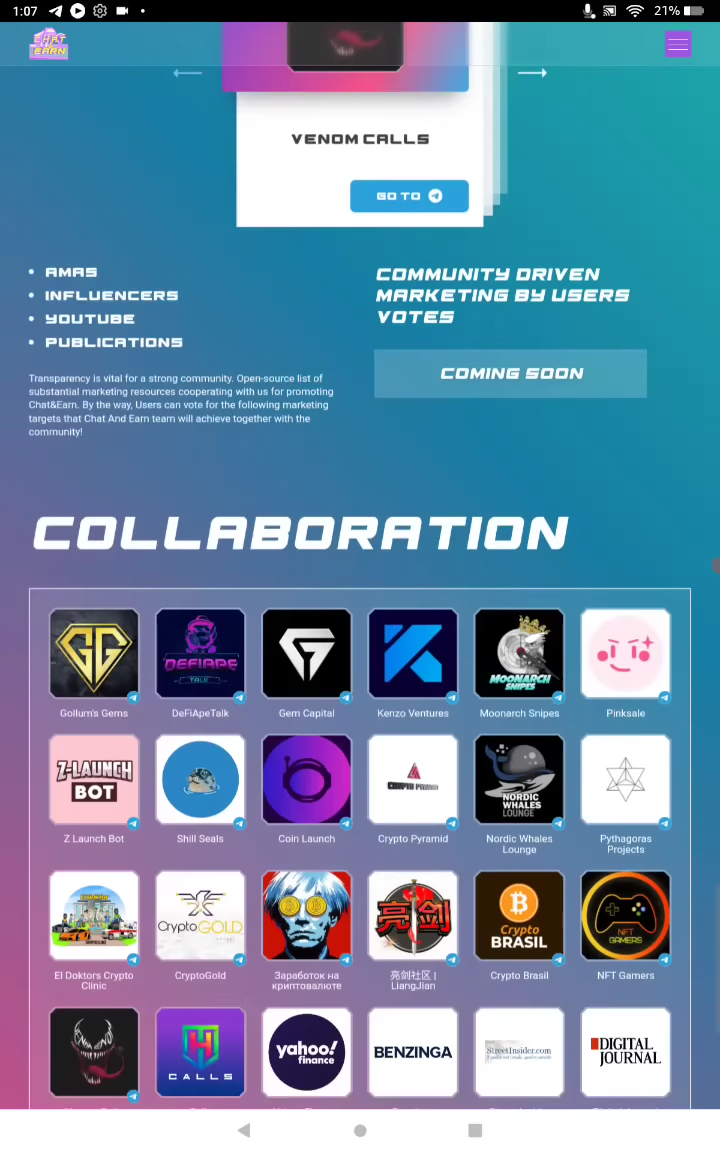 1:07
21%
CHAT
EARN
VENOM CALLS
GO TO
• AMAS
• INFLUENCERS
• YOUTUBE
• PUBLICATIONS
Transparency is vital for a strong community. Open-source list of
substantial marketing resources cooperating with us for promoting
Chat&Earn. By the way, Users can vote for the following marketing
targets that Chat And Earn team will achieve together with the
community!
COMMUNITY DRIVEN
MARKETING BY USERS
VOTES
COMING SOON
COLLABORATION
GG
DEFIAPE
TALK
MOONARCH
SNIPES
Gollum's Gems
DeFiApeTalk
Gem Capital
Kenzo Ventures
Moonarch Snipes
Pinksale
Z-LAUNCH
BOT
CRYPTO PYRAMID
NORDIC
WHALES
LOUNGE
Z Launch Bot
Shill Seals
Coin Launch
Crypto Pyramid
Nordic Whales
Lounge
Pythagoras
Projects
CryptoGOLD
亮剑
Crypto
BRASIL
NFT
GAMERS
El Doktors Crypto
Clinic
CryptoGold
Заработок на
криптовалюте
亮剑社区 |
LiangJian
Crypto Brasil
NFT Gamers
CALLS
yahoo!
finance
BENZINGA
StreetInsider.com
DIGITAL
JOURNAL